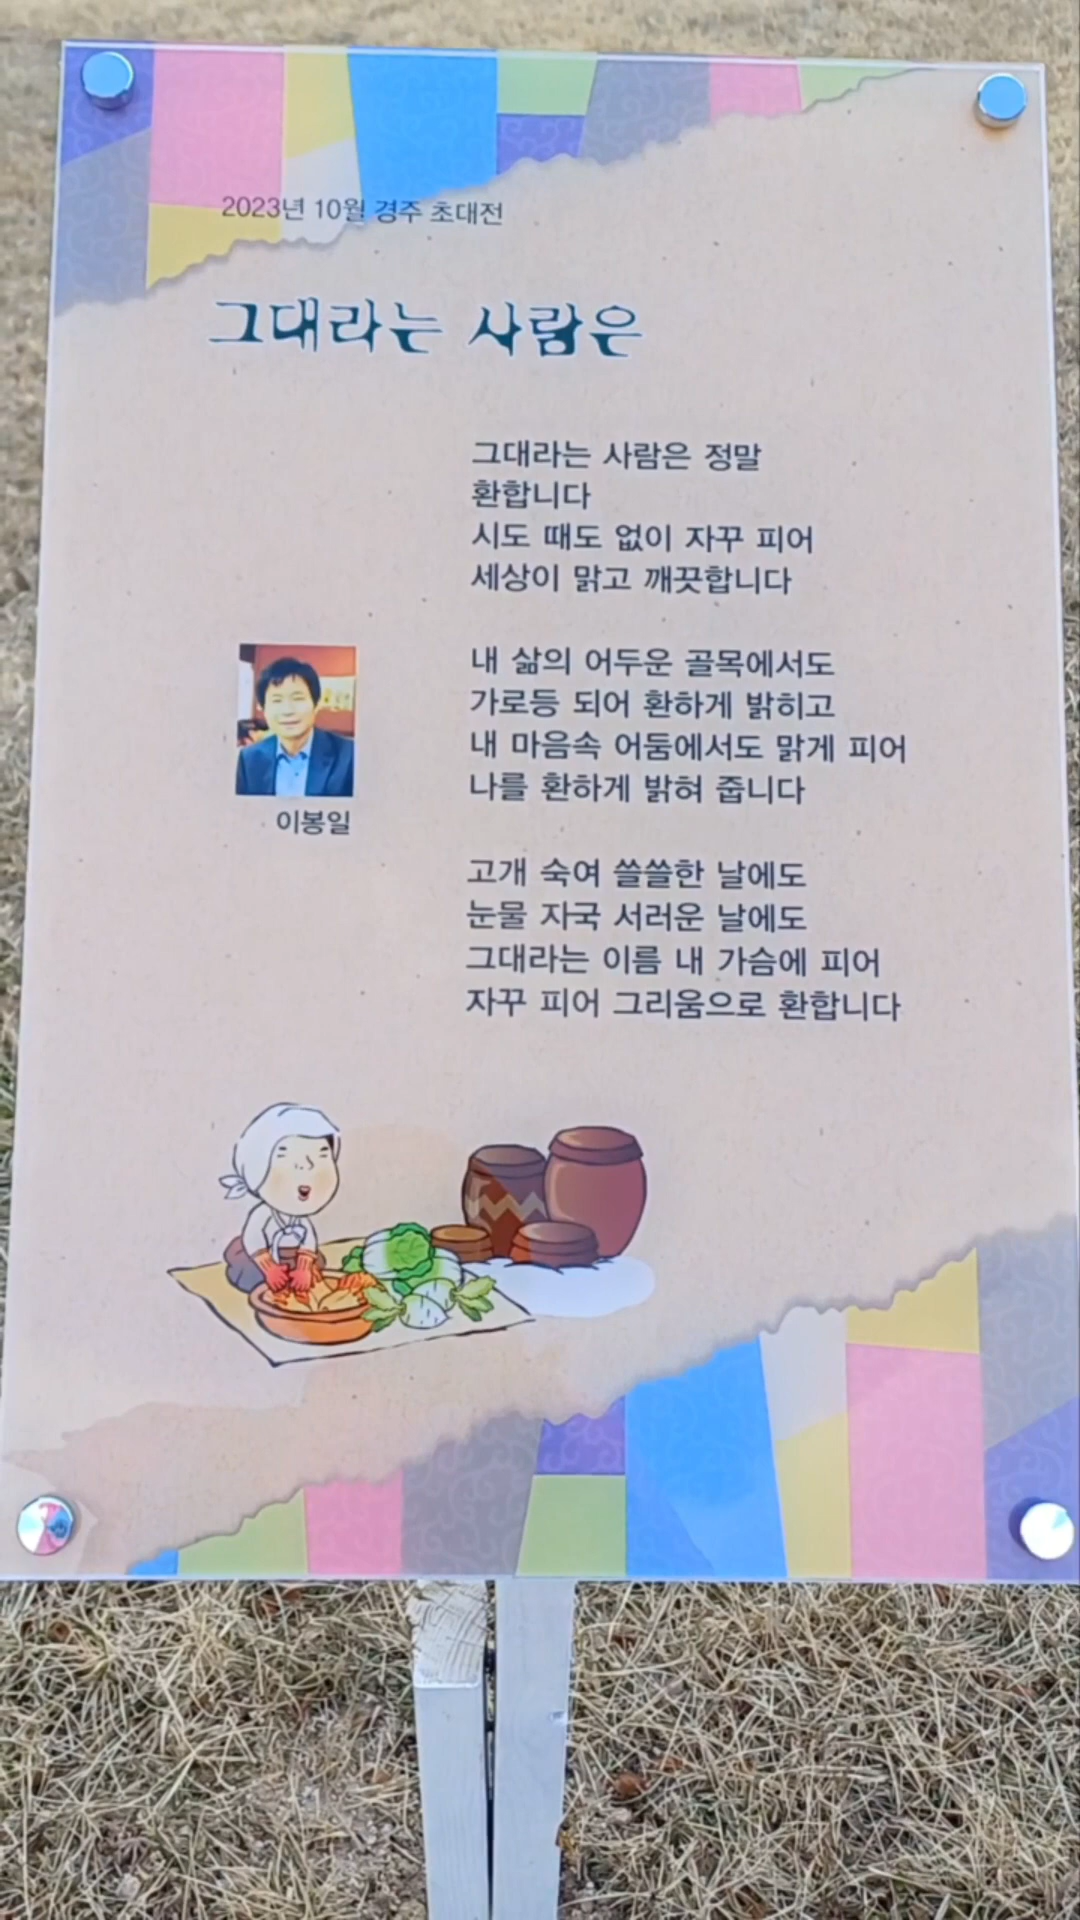 2023년 10월 경주 초대전
그대라는 사람은
그대라는 사람은 정말
환합니다
시도 때도 없이 자꾸 피어
세상이 맑고 깨끗합니다
내 삶의 어두운 골목에서도
가로등 되어 환하게 밝히고
내 마음속 어둠에서도 맑게 피어
나를 환하게 밝혀 줍니다
이봉일
고개 숙여 쓸쓸한 날에도
눈물 자국 서러운 날에도
그대라는 이름 내 가슴에 피어
자꾸 피어 그리움으로 환합니다